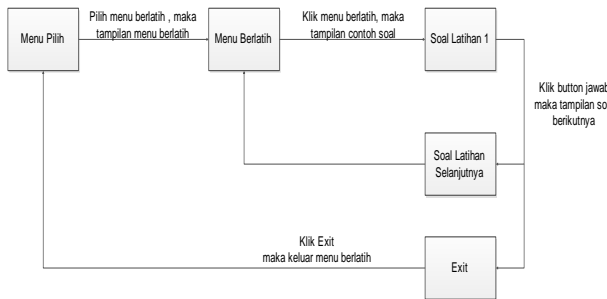 Menu Pilih
Pilih menu berlatih , maka
tampilan menu berlatih
Menu Berlatih
Klik menu berlatih, maka
tampilan contoh soal
Soal Latihan 1
Klik button jawab
maka tampilan so
berikutnya
Soal Latihan
Selanjutnya
Klik Exit
maka keluar menu berlatih
Exit